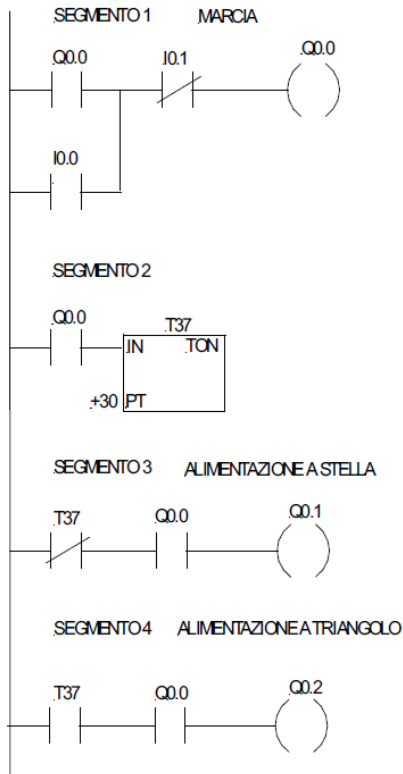 SEGMENTO 1 MARCIA
Q0.0 I0.1 Q0.0
I0.0
SEGMENTO 2
Q0.0 T37
IN TON
+30 PT
SEGMENTO 3 ALIMENTAZIONE A STELLA
T37 Q0.0 Q0.1
SEGMENTO 4 ALIMENTAZIONE A TRIANGOLO
T37 Q0.0 Q0.2